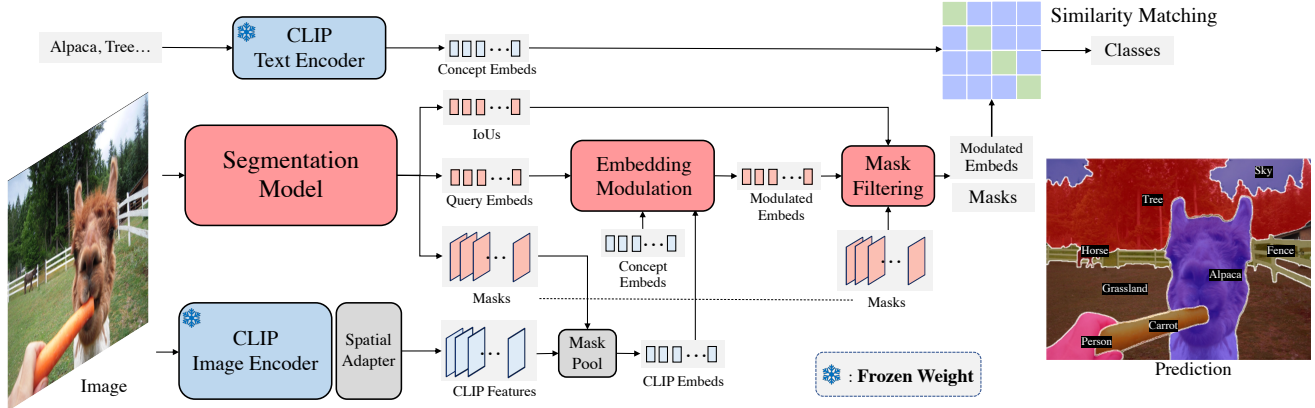 Alpaca, Tree…
CLIP
Text Encoder
Concept Embeds
Similarity Matching
Classes
IoUs
Segmentation
Model
Query Embeds
Embedding
Modulation
Modulated
Embeds
Mask
Filtering
Modulated
Embeds
Masks
Concept
Embeds
Masks
Masks
CLIP
Image Encoder
Spatial
Adapter
CLIP Features
Mask
Pool
CLIP Embeds
Image
: Frozen Weight
Sky
Tree
Horse
Fence
Alpaca
Grassland
Carrot
Person
Prediction